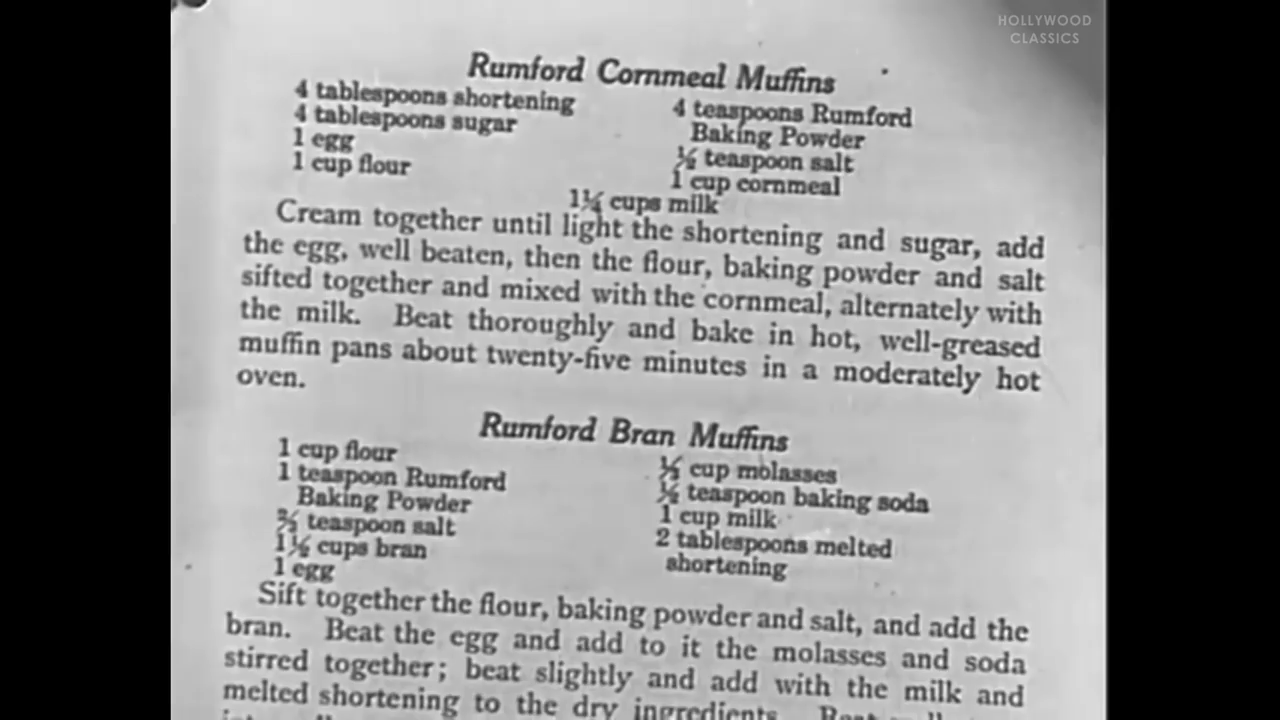 HOLLYWOOD
CLASSICS
Rumford Cornmeal Muffins
4 tablespoons shortening
4 tablespoons sugar
1 egg
1 cup flour
4 teaspoons Rumford
Baking Powder
½ teaspoon salt
1 cup cornmeal
1¼ cups milk
Cream together until light the shortening and sugar, add
the egg, well beaten, then the flour, baking powder and salt
sifted together and mixed with the cornmeal, alternately with
the milk. Beat thoroughly and bake in hot, well-greased
muffin pans about twenty-five minutes in a moderately hot
oven.
Rumford Bran Muffins
1 cup flour
1 teaspoon Rumford
Baking Powder
teaspoon salt
1½ cups bran
1 egg
cup molasses
teaspoon baking soda
1 cup milk
2 tablespoons melted
shortening
Sift together the flour, baking powder and salt, and add the
bran. Beat the egg and add to it the molasses and soda
stirred together; beat slightly and add with the milk and
melted shortening to the dry ingredients.